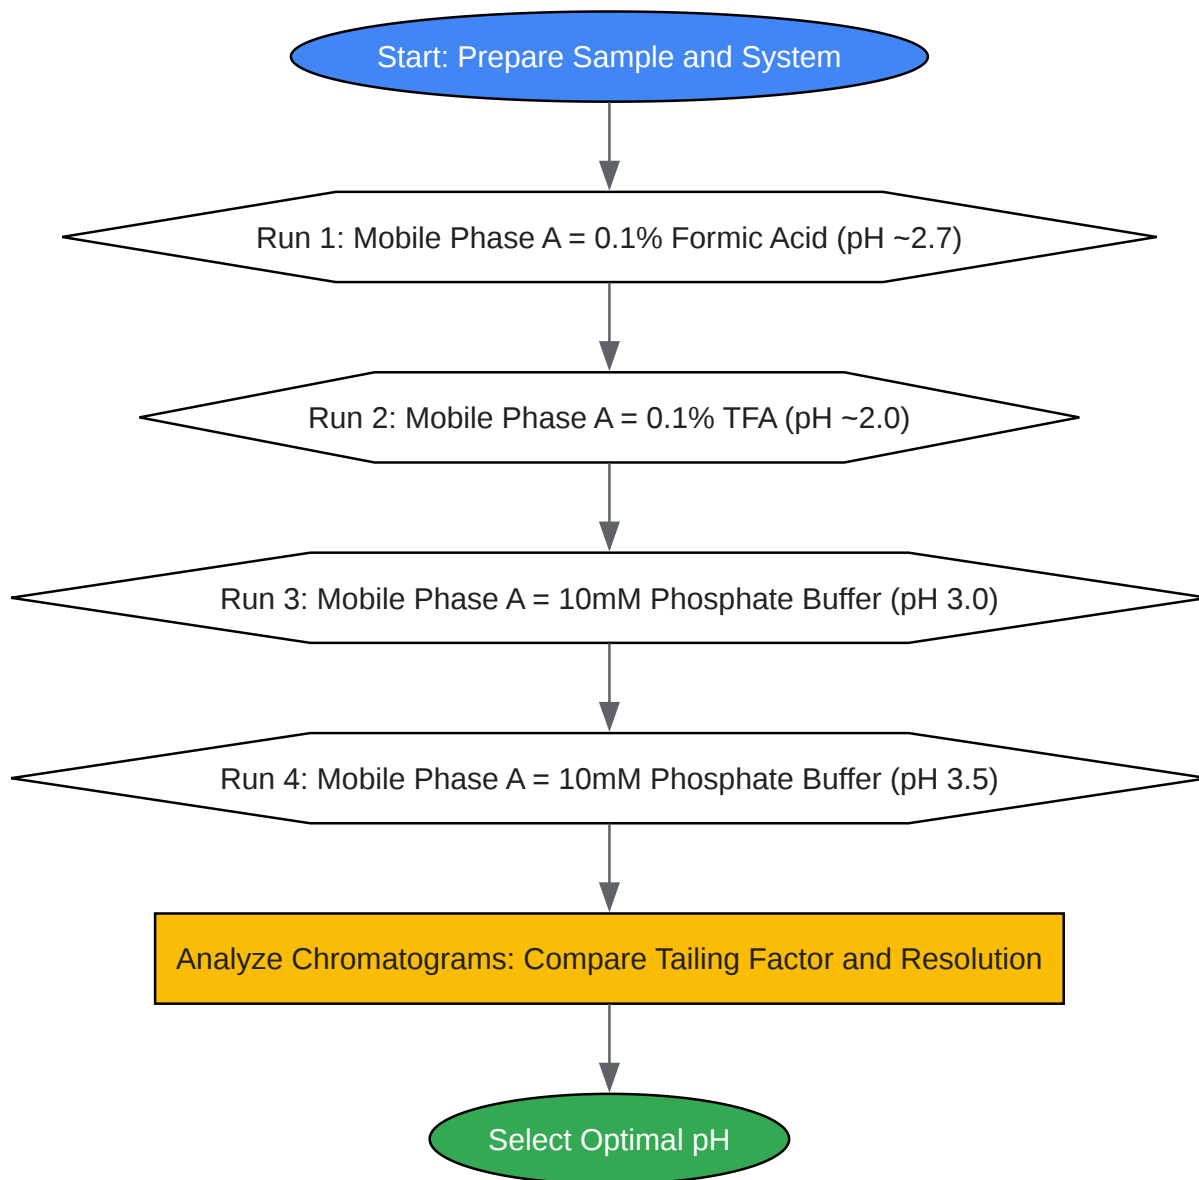 Start: Prepare Sample and System
Run 1: Mobile Phase A = 0.1% Formic Acid (pH ~2.7)
Run 2: Mobile Phase A = 0.1% TFA (pH ~2.0)
Run 3: Mobile Phase A = 10mM Phosphate Buffer (pH 3.0)
Run 4: Mobile Phase A = 10mM Phosphate Buffer (pH 3.5)
Analyze Chromatograms: Compare Tailing Factor and Resolution
Select Optimal pH